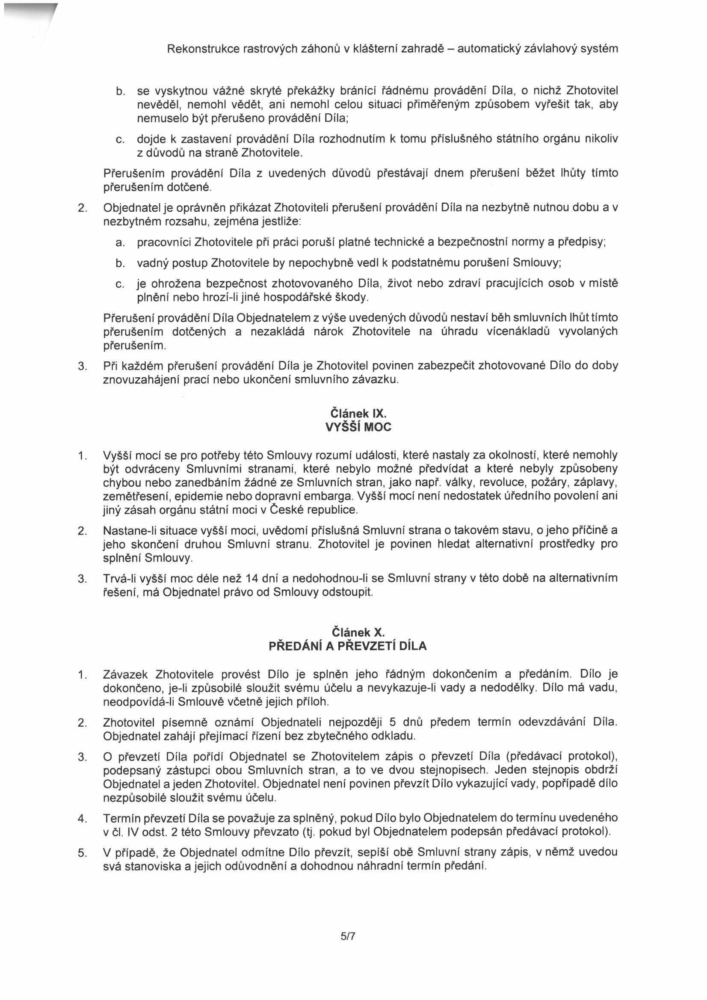 Rekonstrukce rastrových záhonů v klášterní zahradě – automatický závlahový systém
b. se vyskytnou vážné skryté překážky bránící řádnému provádění Díla, o nichž Zhotovitel
nevěděl, nemohl vědět, ani nemohl celou situaci přiměřeným způsobem vyřešit tak, aby
nemuselo být přerušeno provádění Díla;
c. dojde k zastavení provádění Díla rozhodnutím k tomu příslušného státního orgánu nikoliv
z důvodů na straně Zhotovitele.
Přerušením provádění Díla z uvedených důvodů přestávají dnem přerušení běžet lhůty tímto
přerušením dotčené.
2. Objednatel je oprávněn přikázat Zhotoviteli přerušení provádění Díla na nezbytně nutnou dobu a v
nezbytném rozsahu, zejména jestliže:
a. pracovníci Zhotovitele při práci poruší platné technické a bezpečnostní normy a předpisy;
b. vadný postup Zhotovitele by nepochybně vedl k podstatnému porušení Smlouvy;
c. je ohrožena bezpečnost zhotovovaného Díla, život nebo zdraví pracujících osob v místě
plnění nebo hrozí-li jiné hospodářské škody.
Přerušení provádění Díla Objednatelem z výše uvedených důvodů nestaví běh smluvních lhůt tímto
přerušením dotčených a nezakládá nárok Zhotovitele na úhradu vícenákladů vyvolaných
přerušením.
3. Při každém přerušení provádění Díla je Zhotovitel povinen zabezpečit zhotovované Dílo do doby
znovuzahájení prací nebo ukončení smluvního závazku.
Článek IX.
VYŠŠÍ MOC
1. Vyšší mocí se pro potřeby této Smlouvy rozumí události, které nastaly za okolností, které nemohly
být odvráceny Smluvními stranami, které nebylo možné předvídat a které nebyly způsobeny
chybou nebo zanedbáním žádné ze Smluvních stran, jako např. války, revoluce, požáry, záplavy,
zemětřesení, epidemie nebo dopravní embarga. Vyšší mocí není nedostatek úředního povolení ani
jiný zásah orgánu státní moci v České republice.
2. Nastane-li situace vyšší moci, uvědomí příslušná Smluvní strana o takovém stavu, o jeho příčině a
jeho skončení druhou Smluvní stranu. Zhotovitel je povinen hledat alternativní prostředky pro
splnění Smlouvy.
3. Trvá-li vyšší moc déle než 14 dní a nedohodnou-li se Smluvní strany v této době na alternativním
řešení, má Objednatel právo od Smlouvy odstoupit.
Článek X.
PŘEDÁNÍ A PŘEVZETÍ DÍLA
1. Závazek Zhotovitele provést Dílo je splněn jeho řádným dokončením a předáním. Dílo je
dokončeno, je-li způsobilé sloužit svému účelu a nevykazuje-li vady a nedodělky. Dílo má vadu,
neodpovídá-li Smlouvě včetně jejich příloh.
2. Zhotovitel písemně oznámí Objednateli nejpozději 5 dnů předem termín odevzdávání Díla.
Objednatel zahájí přejímací řízení bez zbytečného odkladu.
3. O převzetí Díla pořídí Objednatel se Zhotovitelem zápis o převzetí Díla (předávací protokol),
podepsaný zástupci obou Smluvních stran, a to ve dvou stejnopisech. Jeden stejnopis obdrží
Objednatel a jeden Zhotovitel. Objednatel není povinen převzít Dílo vykazující vady, popřípadě dílo
nezpůsobilé sloužit svému účelu.
4. Termín převzetí Díla se považuje za splněný, pokud Dílo bylo Objednatelem do termínu uvedeného
v čl. IV odst. 2 této Smlouvy převzato (tj. pokud byl Objednatelem podepsán předávací protokol).
5. V případě, že Objednatel odmítne Dílo převzít, sepíší obě Smluvní strany zápis, v němž uvedou
svá stanoviska a jejich odůvodnění a dohodnou náhradní termín předání.
5/7